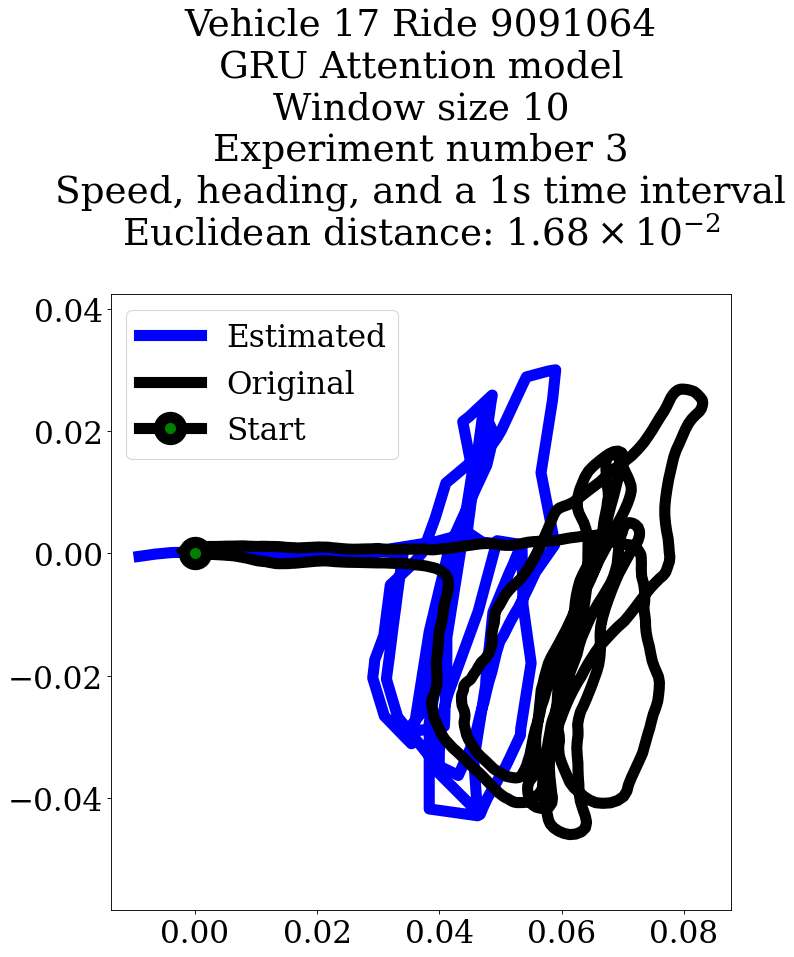 Vehicle 17 Ride 9091064
GRU Attention model
Window size 10
Experiment number 3
Speed, heading, and a 1s time interval
Euclidean distance: 1.68 × 10⁻²
Estimated
Original
Start
0.04
0.02
0.00
−0.02
−0.04
0.00 0.02 0.04 0.06 0.08